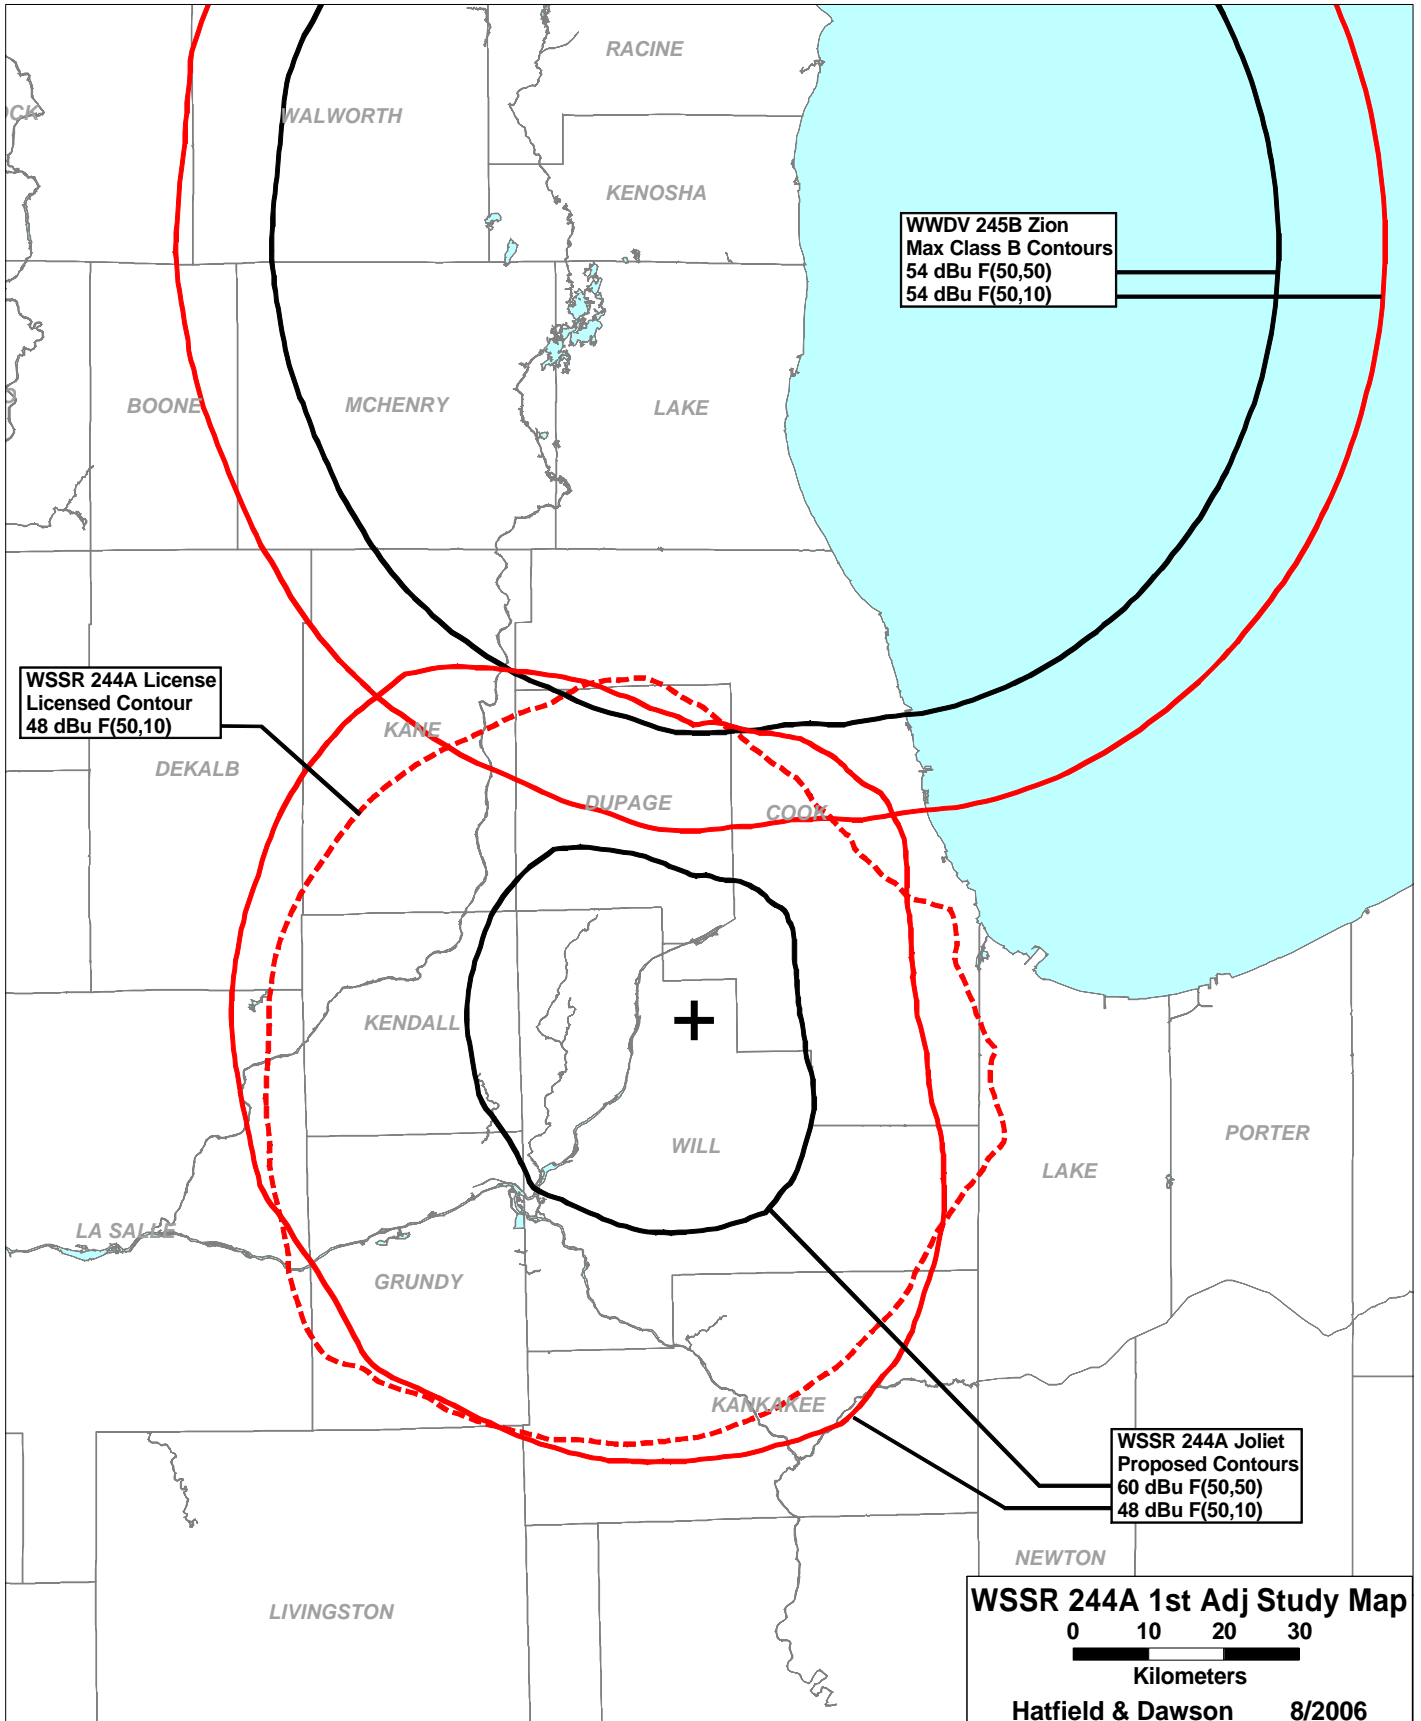 RACINE
WALWORTH
KENOSHA
WWDV 245B Zion
Max Class B Contours
54 dBu F(50,50)
54 dBu F(50,10)
BOONE
MCHENRY
LAKE
WSSR 244A License
Licensed Contour
48 dBu F(50,10)
KANE
DEKALB
DUPAGE
COOK
KENDALL
WILL
PORTER
LAKE
LA SALLE
GRUNDY
KANKAKEE
WSSR 244A Joliet
Proposed Contours
60 dBu F(50,50)
48 dBu F(50,10)
NEWTON
LIVINGSTON
WSSR 244A 1st Adj Study Map
0 10 20 30
Kilometers
Hatfield & Dawson 8/2006